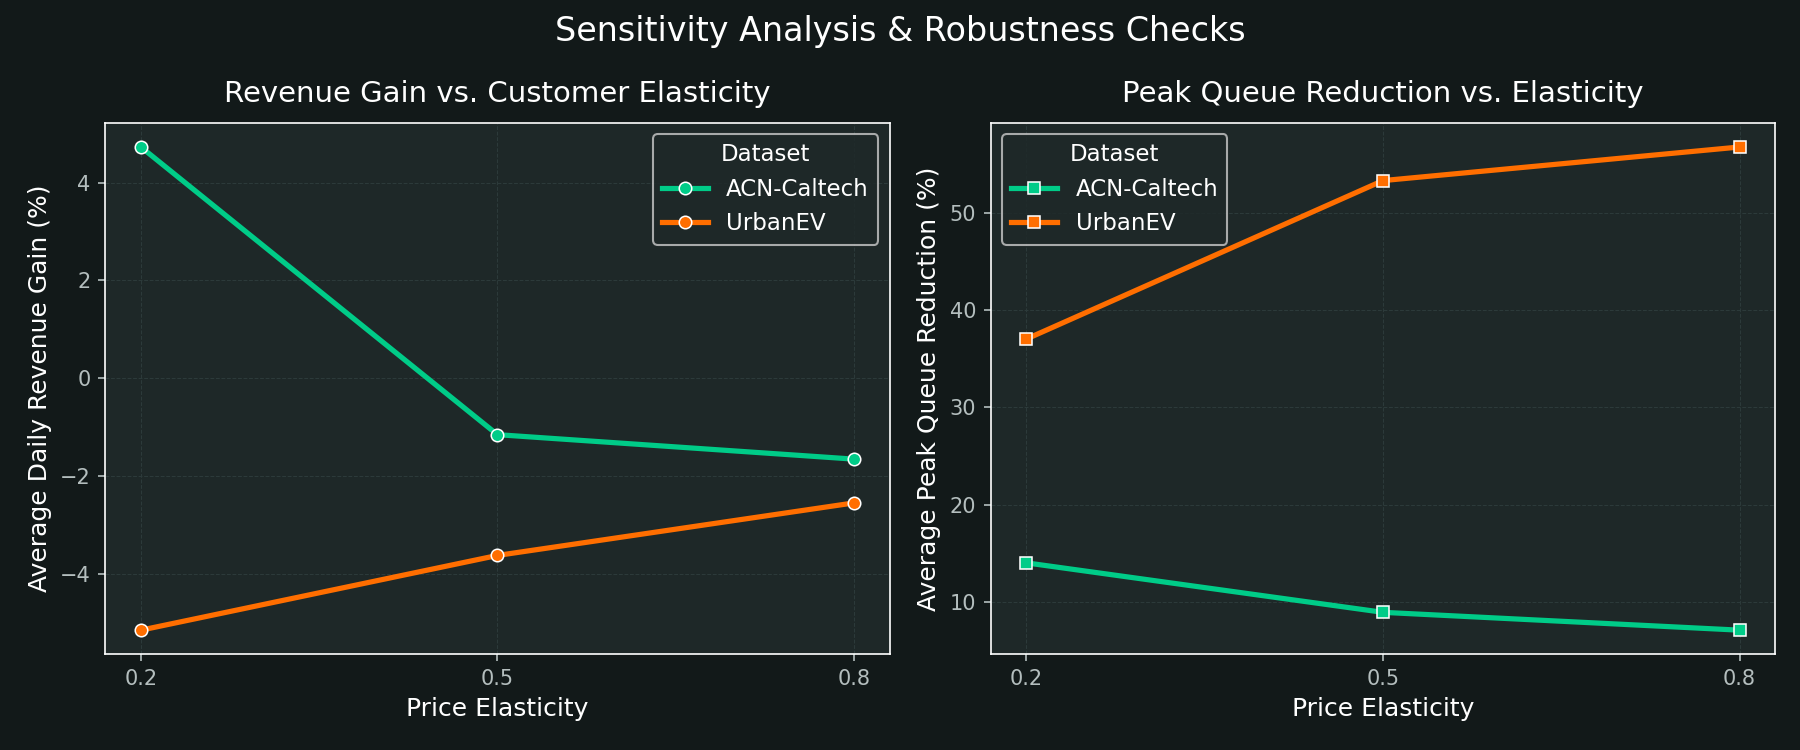 Sensitivity Analysis & Robustness Checks
Revenue Gain vs. Customer Elasticity
Average Daily Revenue Gain (%)
4
2
0
−2
−4
Dataset
ACN-Caltech
UrbanEV
0.2
0.5
0.8
Price Elasticity
Peak Queue Reduction vs. Elasticity
Average Peak Queue Reduction (%)
50
40
30
20
10
Dataset
ACN-Caltech
UrbanEV
0.2
0.5
0.8
Price Elasticity